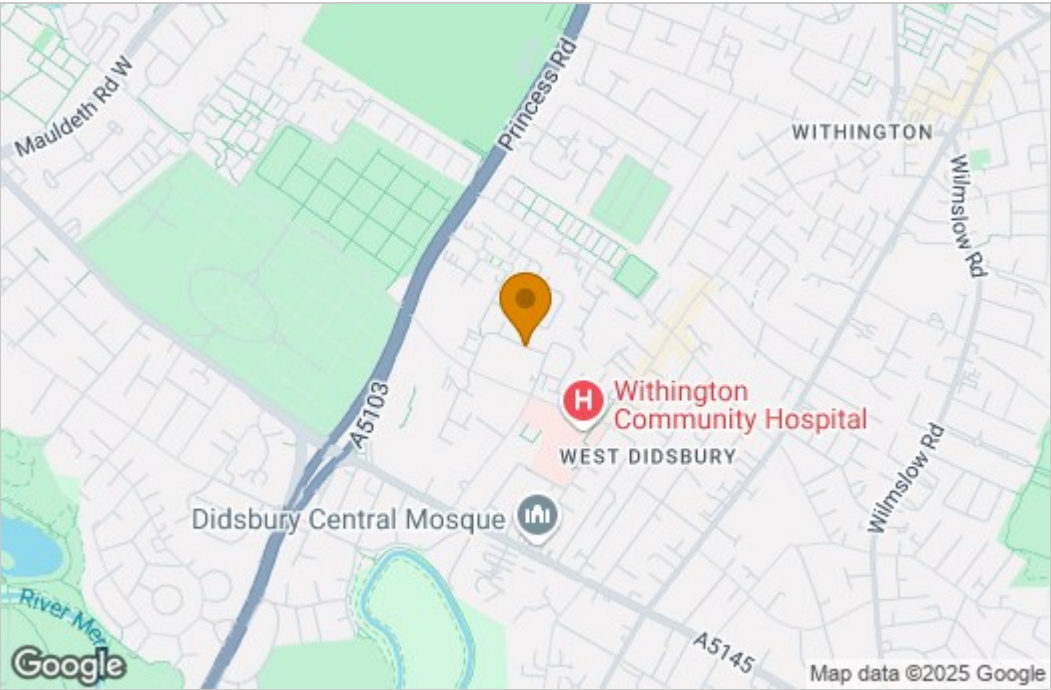 Mauldeth Rd W
Princess Rd
WITHINGTON
Wilmslow Rd
H
Withington
Community Hospital
A5103
WEST DIDSBURY
Didsbury Central Mosque
Wilmslow Rd
River Mer
A5145
Google
Map data ©2025 Google